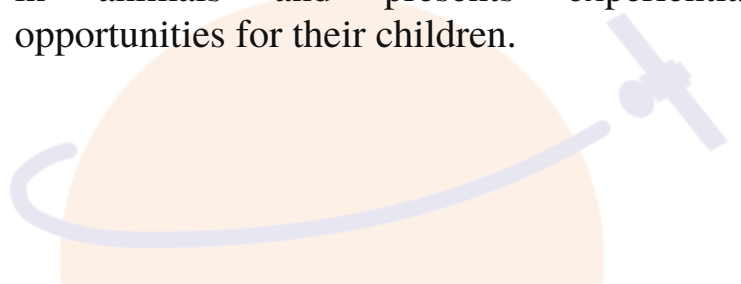 in animals and presents experiential
opportunities for their children.